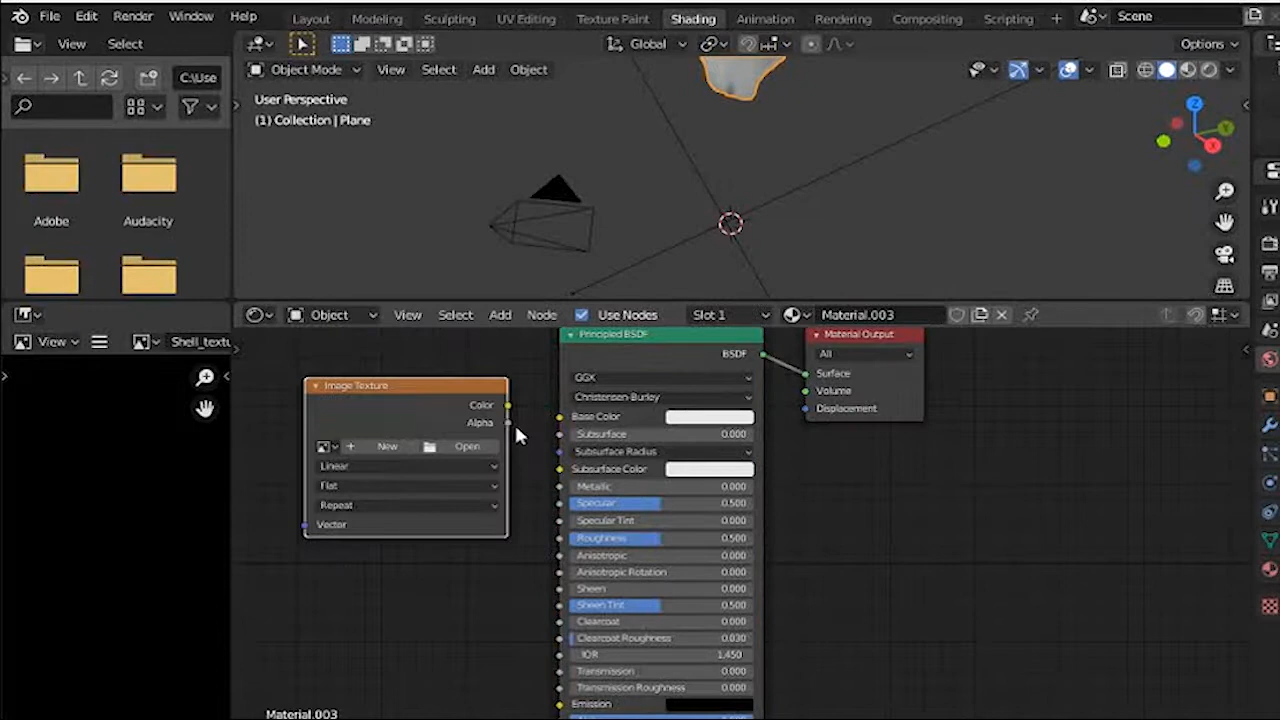 File Edit Render Window Help Layout Modeling Sculpting UV Editing Texture Paint Shading Animation Rendering Compositing Scripting + Scene
View Select Global Options
C:\Use Object Mode View Select Add Object
User Perspective
(1) Collection | Plane
Z
Y
X
Adobe Audacity
Object View Select Add Node Use Nodes Slot 1 Material.003
View Shell_textu
Principled BSDF
Material Output
BSDF
All
Surface
Volume
Displacement
Image Texture
Color
Alpha
New Open
Linear
Flat
Repeat
Vector
GGX
Christensen-Burley
Base Color
Subsurface 0.000
Subsurface Radius
Subsurface Color
Metallic 0.000
Specular 0.500
Specular Tint 0.000
Roughness 0.500
Anisotropic 0.000
Anisotropic Rotation 0.000
Sheen 0.000
Sheen Tint 0.500
Clearcoat 0.000
Clearcoat Roughness 0.030
IOR 1.450
Transmission 0.000
Transmission Roughness 0.000
Emission
Material.003